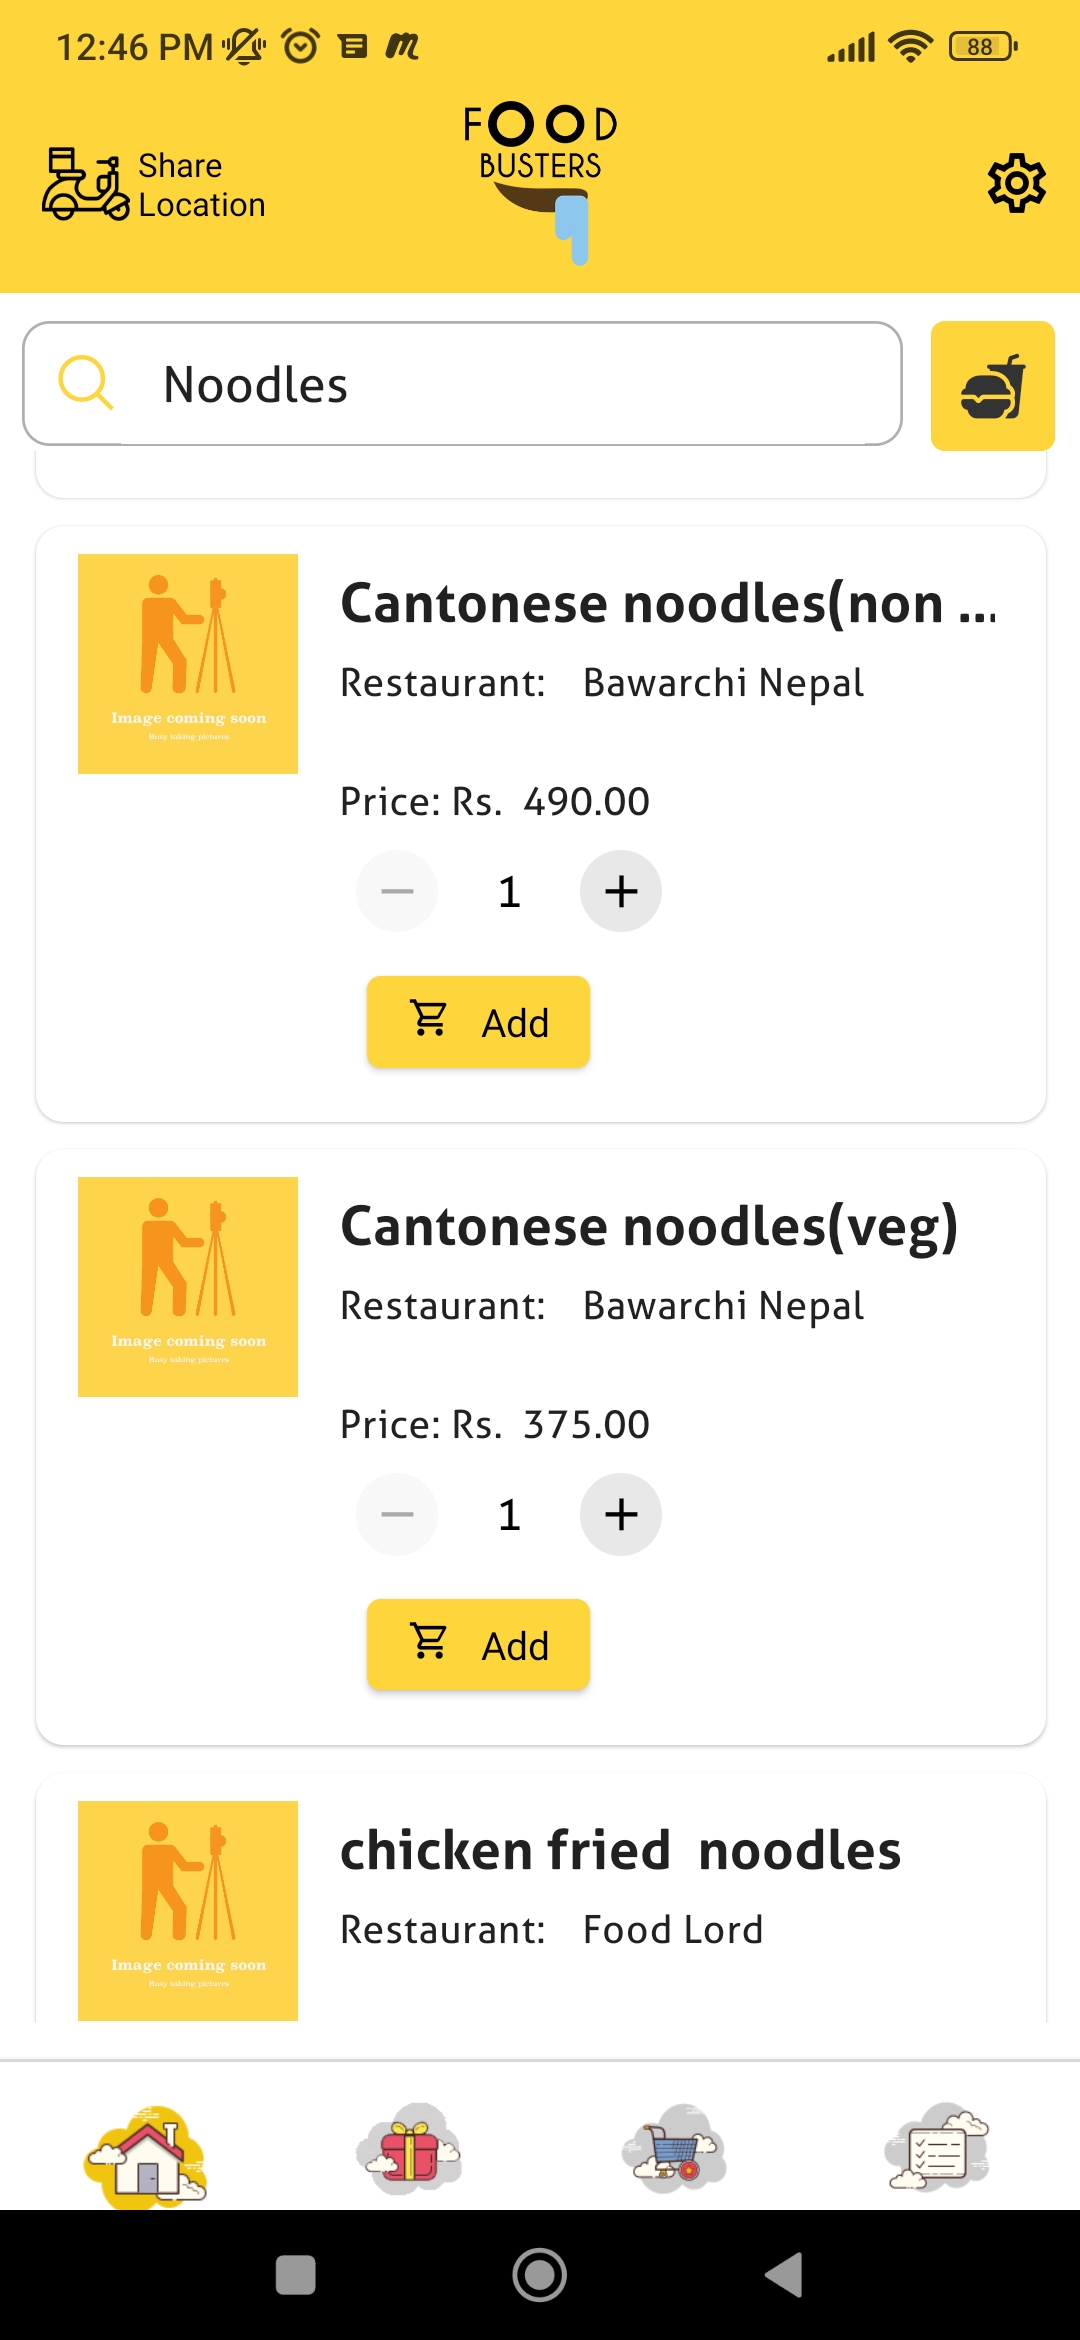 12:46 PM
88
FOOD
BUSTERS
Share
Location
Noodles
Cantonese noodles(non ...
Restaurant: Bawarchi Nepal
Image coming soon
Busy taking pictures
Price: Rs. 490.00
1
Add
Cantonese noodles(veg)
Restaurant: Bawarchi Nepal
Image coming soon
Busy taking pictures
Price: Rs. 375.00
1
Add
chicken fried  noodles
Restaurant: Food Lord
Image coming soon
Busy taking pictures